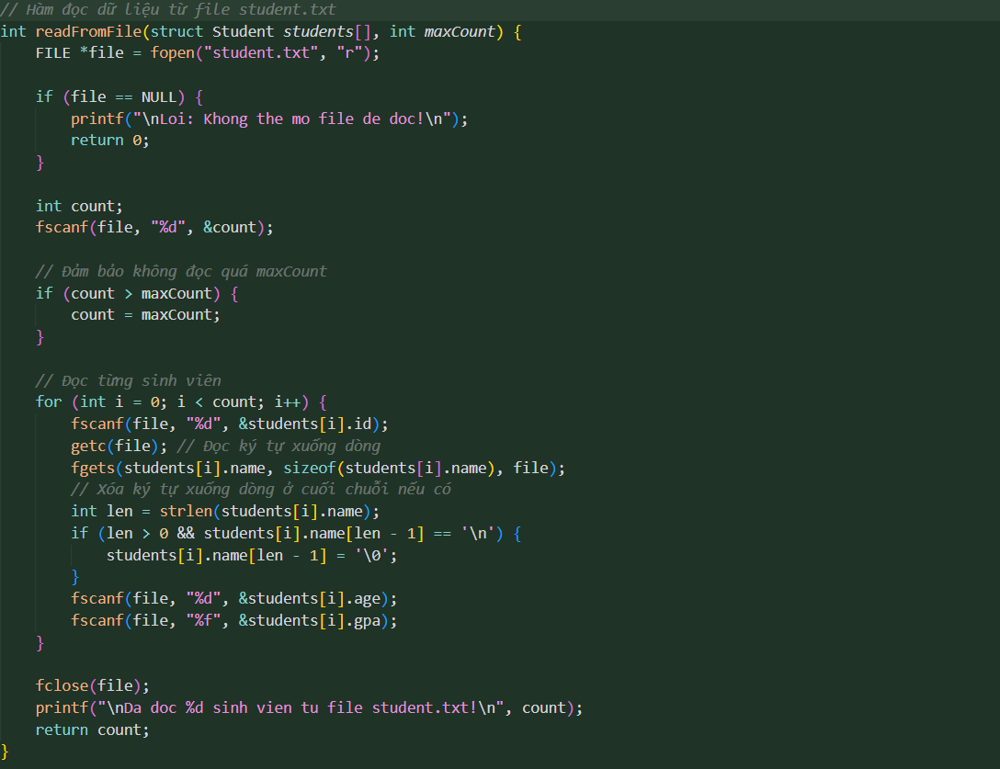 // Hàm đọc dữ liệu từ file student.txt
int readFromFile(struct Student students[], int maxCount) {
    FILE *file = fopen("student.txt", "r");

    if (file == NULL) {
        printf("\nLoi: Khong the mo file de doc!\n");
        return 0;
    }

    int count;
    fscanf(file, "%d", &count);

    // Đảm bảo không đọc quá maxCount
    if (count > maxCount) {
        count = maxCount;
    }

    // Đọc từng sinh viên
    for (int i = 0; i < count; i++) {
        fscanf(file, "%d", &students[i].id);
        getc(file); // Đọc ký tự xuống dòng
        fgets(students[i].name, sizeof(students[i].name), file);
        // Xóa ký tự xuống dòng ở cuối chuỗi nếu có
        int len = strlen(students[i].name);
        if (len > 0 && students[i].name[len - 1] == '\n') {
            students[i].name[len - 1] = '\0';
        }
        fscanf(file, "%d", &students[i].age);
        fscanf(file, "%f", &students[i].gpa);
    }

    fclose(file);
    printf("\nDa doc %d sinh vien tu file student.txt!\n", count);
    return count;
}